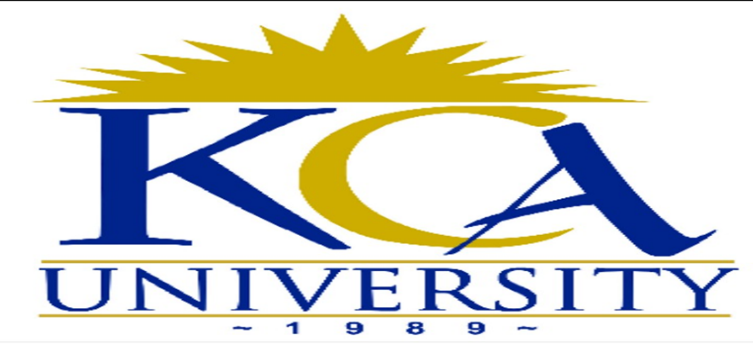 KCA
UNIVERSITY
~ 1 9 8 9 ~